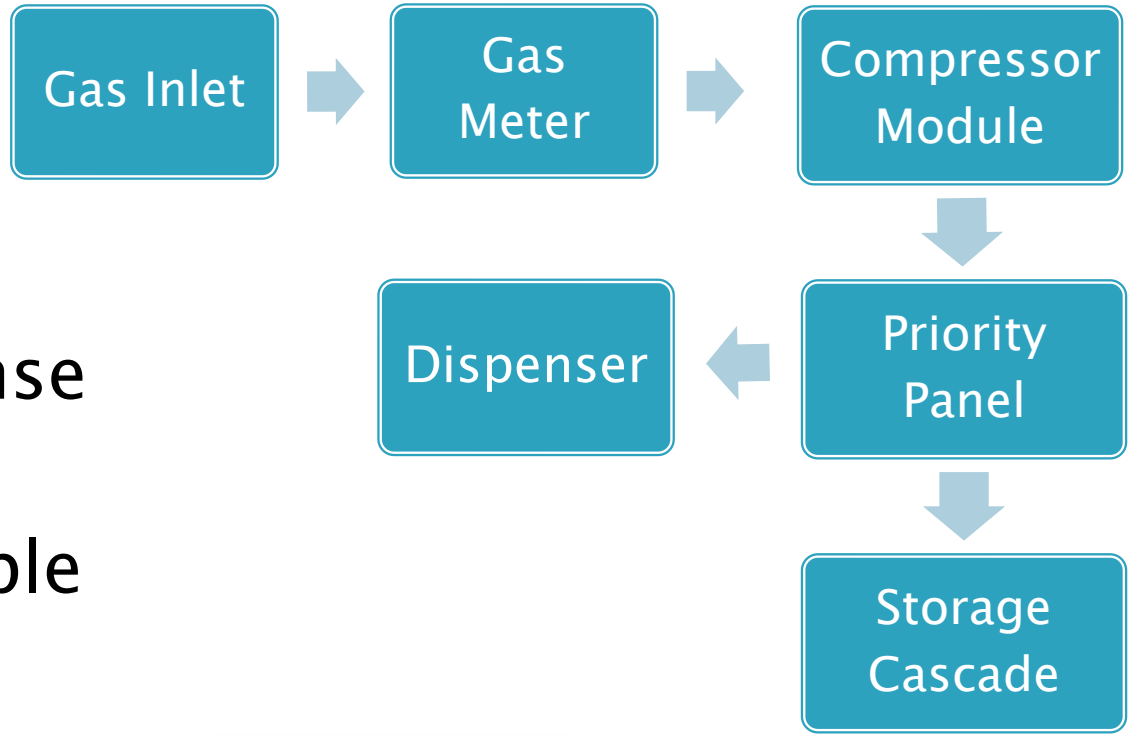 Gas Inlet
Gas
Meter
Compressor
Module
Priority
Panel
Dispenser
Storage
Cascade